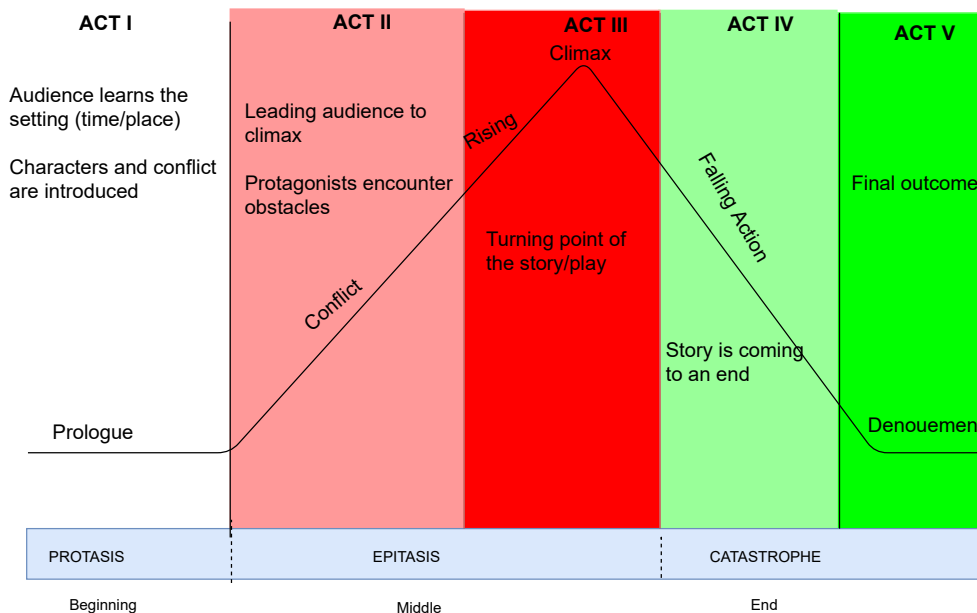 ACT I
ACT II
ACT III
ACT IV
ACT V
Climax
Audience learns the
setting (time/place)
Characters and conflict
are introduced
Leading audience to
climax
Protagonists encounter
obstacles
Rising
Conflict
Turning point of
the story/play
Falling Action
Story is coming
to an end
Final outcome
Prologue
Denouemen
PROTASIS
EPITASIS
CATASTROPHE
Beginning
Middle
End